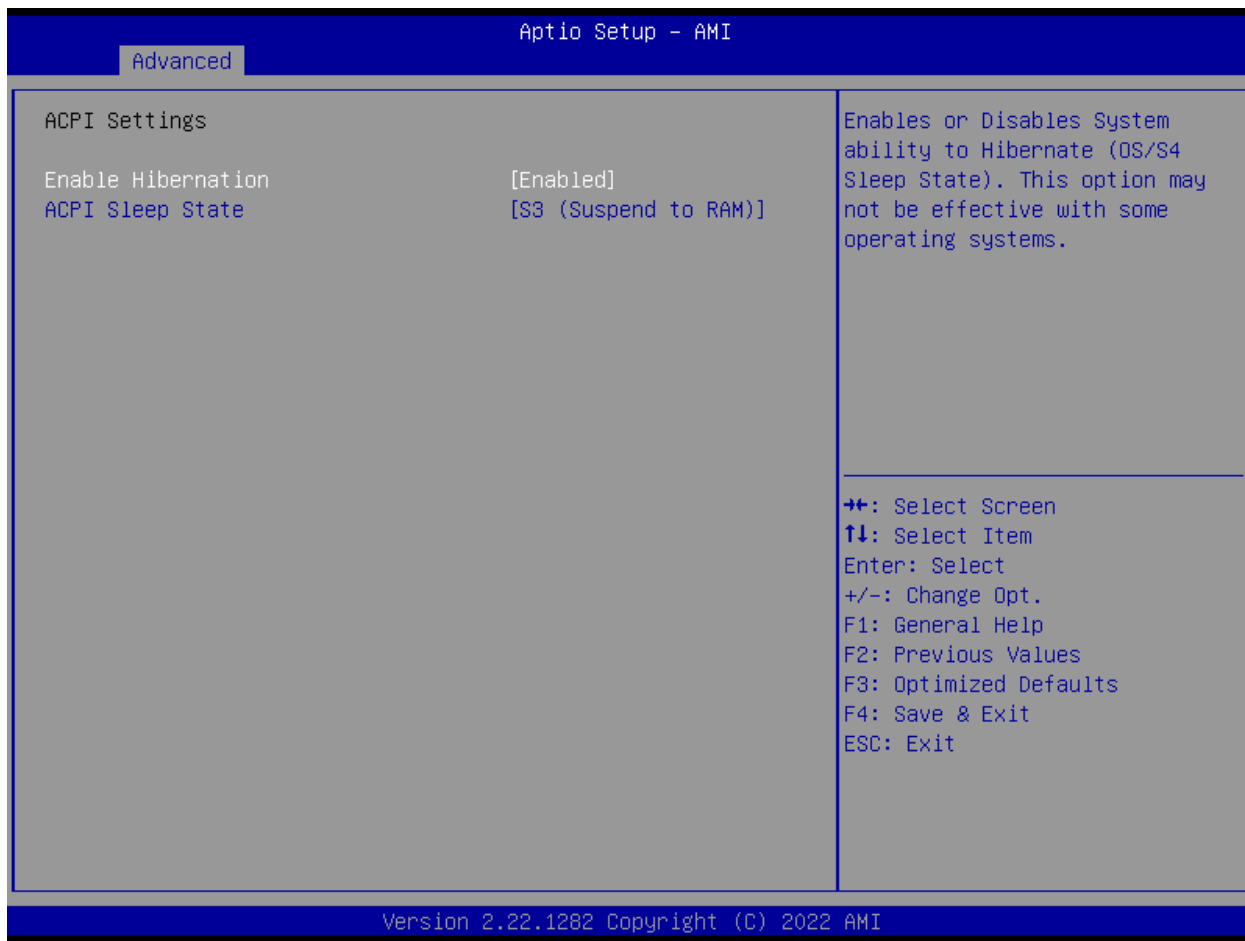 Aptio Setup – AMI
Advanced
ACPI Settings
Enable Hibernation [Enabled]
ACPI Sleep State [S3 (Suspend to RAM)]
Enables or Disables System
ability to Hibernate (OS/S4
Sleep State). This option may
not be effective with some
operating systems.
→←: Select Screen
↑↓: Select Item
Enter: Select
+/-: Change Opt.
F1: General Help
F2: Previous Values
F3: Optimized Defaults
F4: Save & Exit
ESC: Exit
Version 2.22.1282 Copyright (C) 2022 AMI